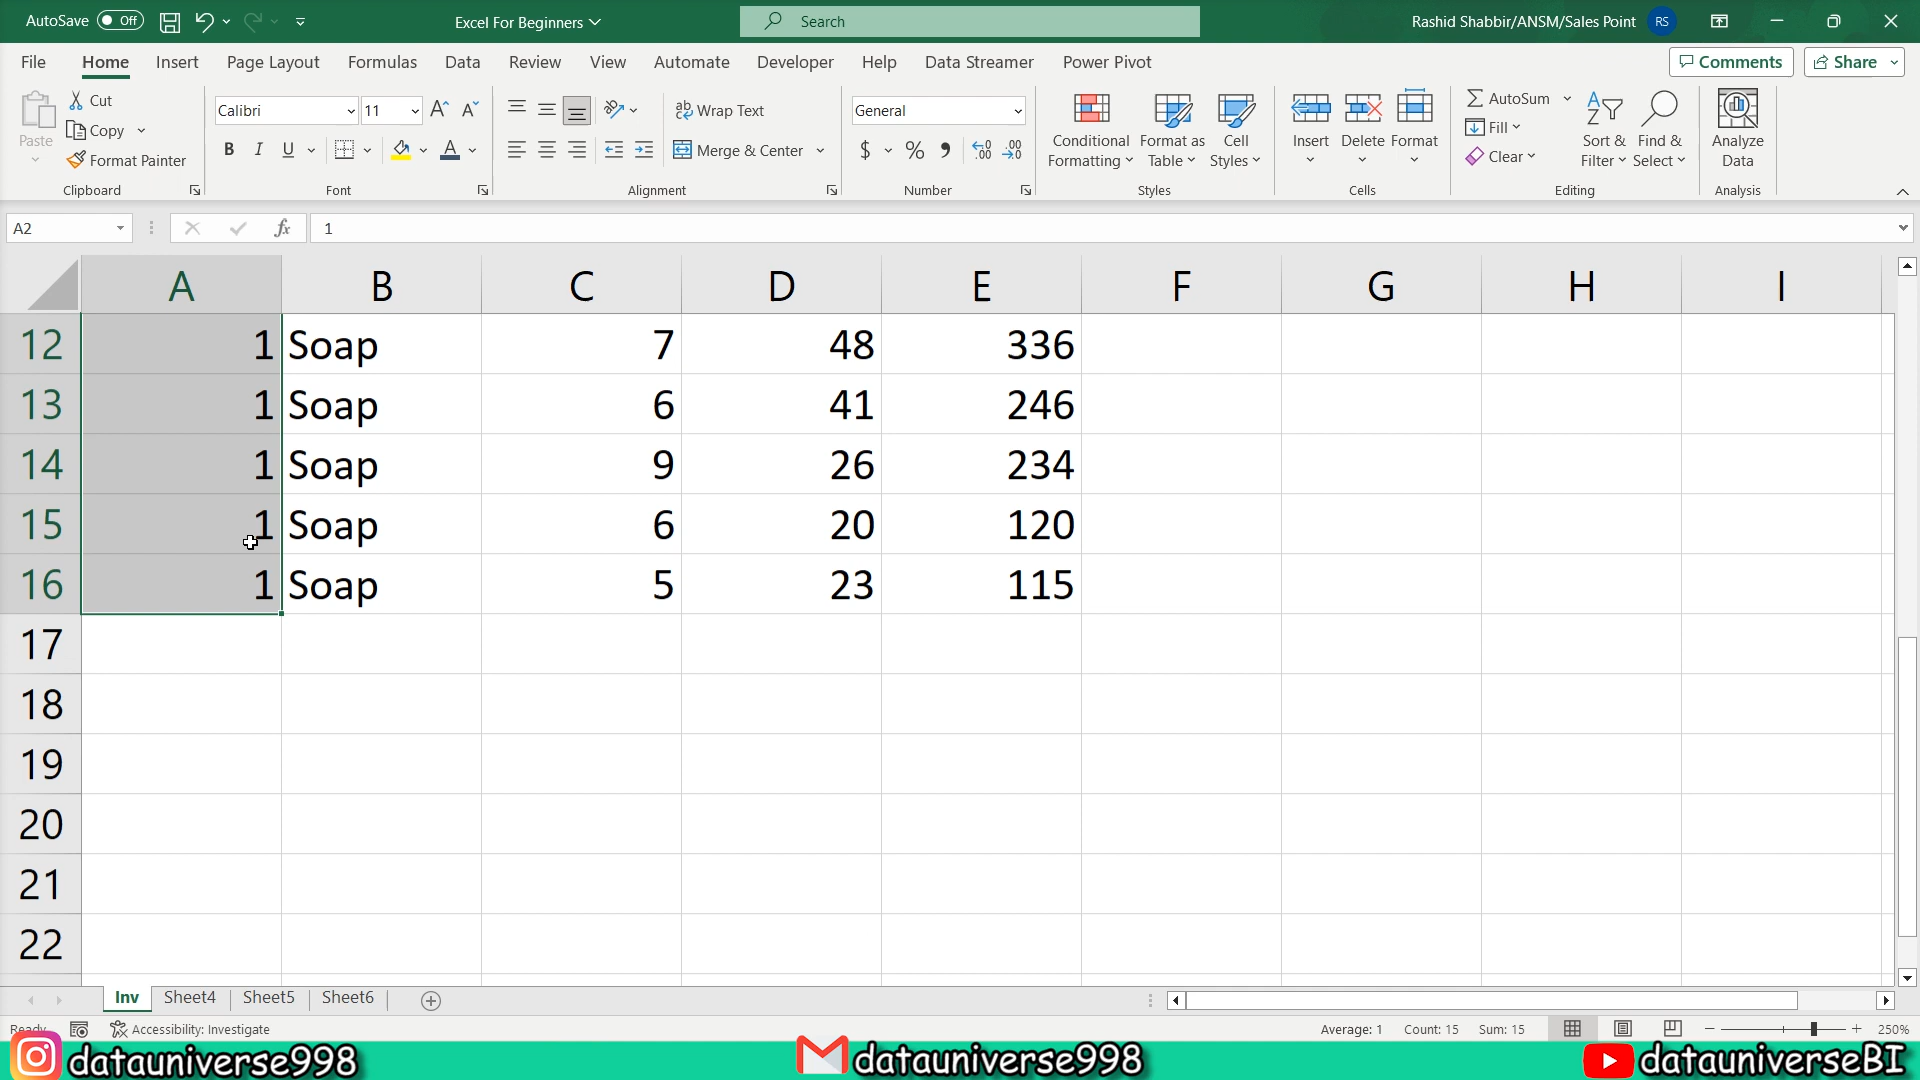 AutoSave Off Excel For Beginners Search Rashid Shabbir/ANSM/Sales Point RS
File Home Insert Page Layout Formulas Data Review View Automate Developer Help Data Streamer Power Pivot Comments Share
Paste Cut Copy Format Painter Clipboard
Calibri 11 B I U A Font
Wrap Text Merge & Center Alignment
General $ % Number
Conditional Formatting Format as Table Cell Styles Styles
Insert Delete Format Cells
AutoSum Fill Clear Sort & Filter Find & Select Editing
Analyze Data Analysis
A2 fx 1
A B C D E F G H I
12 1 Soap 7 48 336
13 1 Soap 6 41 246
14 1 Soap 9 26 234
15 1 Soap 6 20 120
16 1 Soap 5 23 115
17
18
19
20
21
22
Inv Sheet4 Sheet5 Sheet6
Ready Accessibility: Investigate Average: 1 Count: 15 Sum: 15 250%
datauniverse998 datauniverse998 datauniverseBI